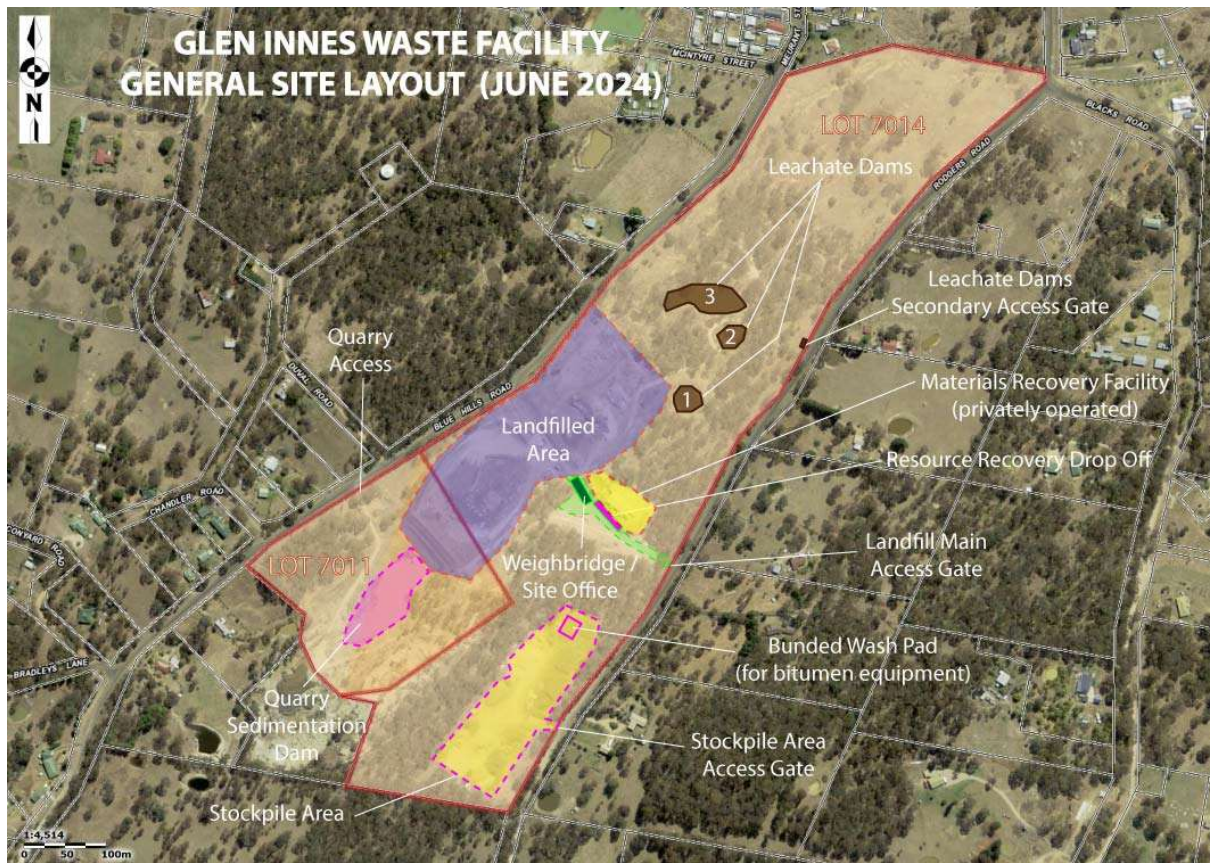 GLEN INNES WASTE FACILITY
GENERAL SITE LAYOUT (JUNE 2024)
N
MCINTYRE STREET
MEURANT ST
BLACKS ROAD
LOT 7014
RODGERS ROAD
Leachate Dams
Leachate Dams
Secondary Access Gate
3
2
1
Quarry
Access
DUVAL ROAD
BLUE HILLS ROAD
Materials Recovery Facility
(privately operated)
Landfilled
Area
Resource Recovery Drop Off
CHANDLER ROAD
CONYARD ROAD
LOT 7011
Weighbridge /
Site Office
Landfill Main
Access Gate
BRADLEYS LANE
Bunded Wash Pad
(for bitumen equipment)
Quarry
Sedimentation
Dam
Stockpile Area
Access Gate
Stockpile Area
1:4,514
0 50 100m